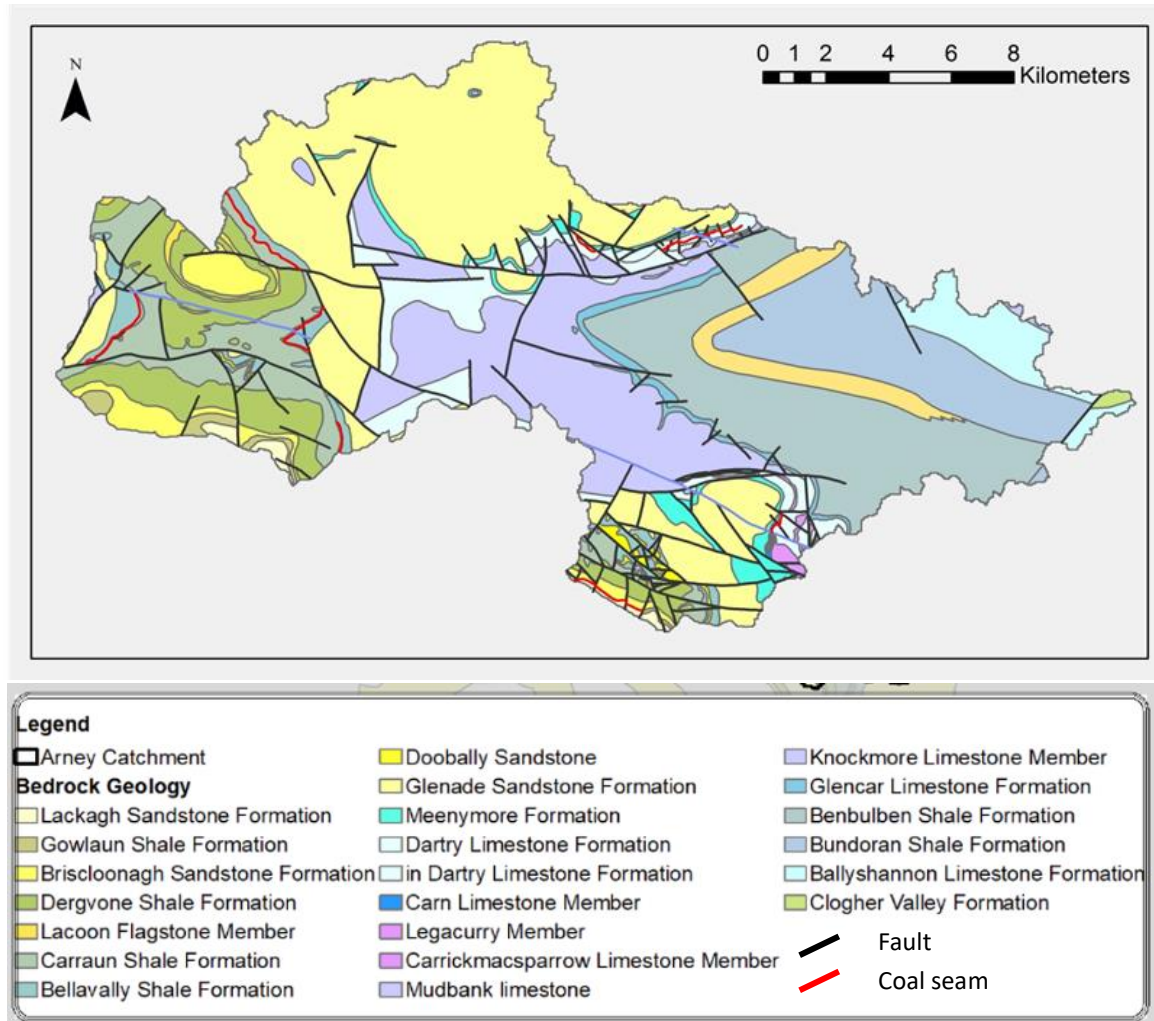 0 1 2 4 6 8
Kilometers
N
Legend
Arney Catchment
Bedrock Geology
Lackagh Sandstone Formation
Gowlaun Shale Formation
Briscloonagh Sandstone Formation
Dergvone Shale Formation
Lacoon Flagstone Member
Carraun Shale Formation
Bellavally Shale Formation
Doobally Sandstone
Glenade Sandstone Formation
Meenymore Formation
Dartry Limestone Formation
in Dartry Limestone Formation
Carn Limestone Member
Legacurry Member
Carrickmacsparrow Limestone Member
Mudbank limestone
Knockmore Limestone Member
Glencar Limestone Formation
Benbulben Shale Formation
Bundoran Shale Formation
Ballyshannon Limestone Formation
Clogher Valley Formation
Fault
Coal seam